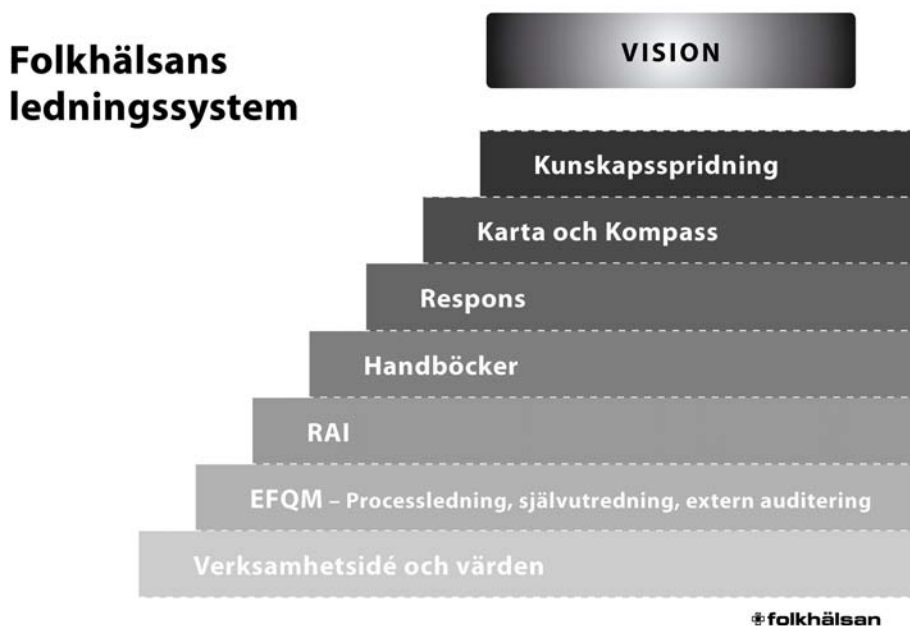 Folkhälsans
ledningssystem
VISION
Kunskapsspridning
Karta och Kompass
Respons
Handböcker
RAI
EFQM – Processledning, självutredning, extern auditering
Verksamhetsidé och värden
folkhälsan